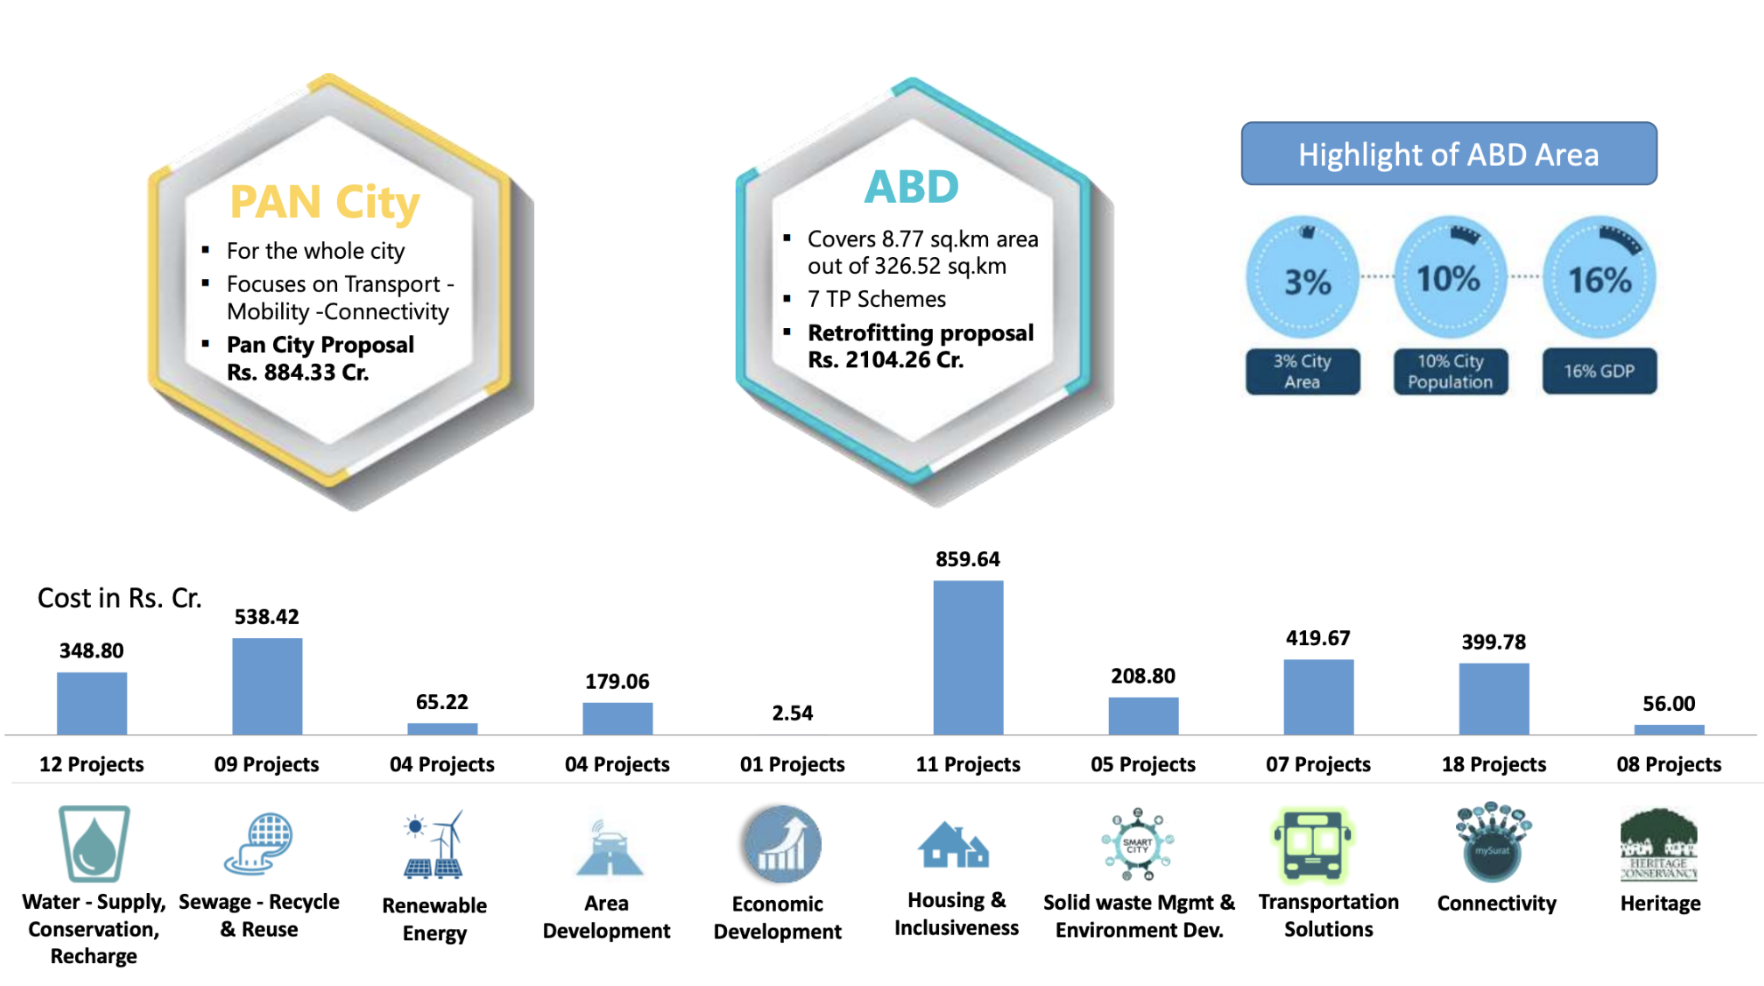 PAN City
▪ For the whole city
▪ Focuses on Transport -
Mobility -Connectivity
▪ Pan City Proposal
Rs. 884.33 Cr.
ABD
▪ Covers 8.77 sq.km area
out of 326.52 sq.km
▪ 7 TP Schemes
▪ Retrofitting proposal
Rs. 2104.26 Cr.
Highlight of ABD Area
3%
10%
16%
3% City
Area
10% City
Population
16% GDP
Cost in Rs. Cr.
348.80
538.42
65.22
179.06
2.54
859.64
208.80
419.67
399.78
56.00
12 Projects
09 Projects
04 Projects
04 Projects
01 Projects
11 Projects
05 Projects
07 Projects
18 Projects
08 Projects
SMART
CITY
mySurat
HERITAGE
CONSERVANCY
Water - Supply,
Conservation,
Recharge
Sewage - Recycle
& Reuse
Renewable
Energy
Area
Development
Economic
Development
Housing &
Inclusiveness
Solid waste Mgmt &
Environment Dev.
Transportation
Solutions
Connectivity
Heritage